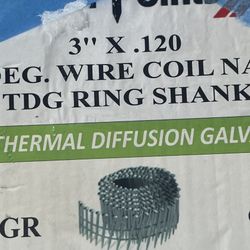 3" X .120
DEG. WIRE COIL NA
TDG RING SHANK
THERMAL DIFFUSION GALV
GR